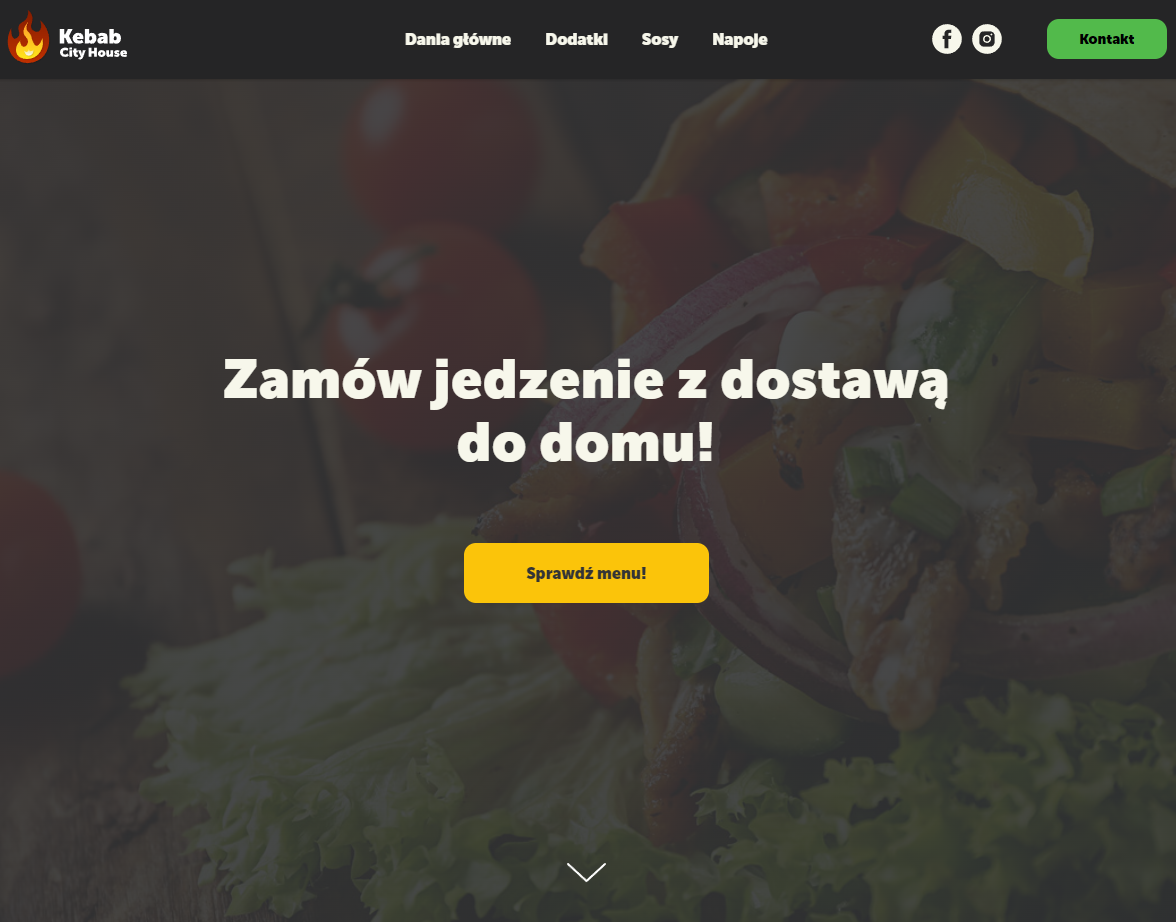 Kebab
City House
Dania główne
Dodatki
Sosy
Napoje
Kontakt
Zamów jedzenie z dostawą
do domu!
Sprawdź menu!